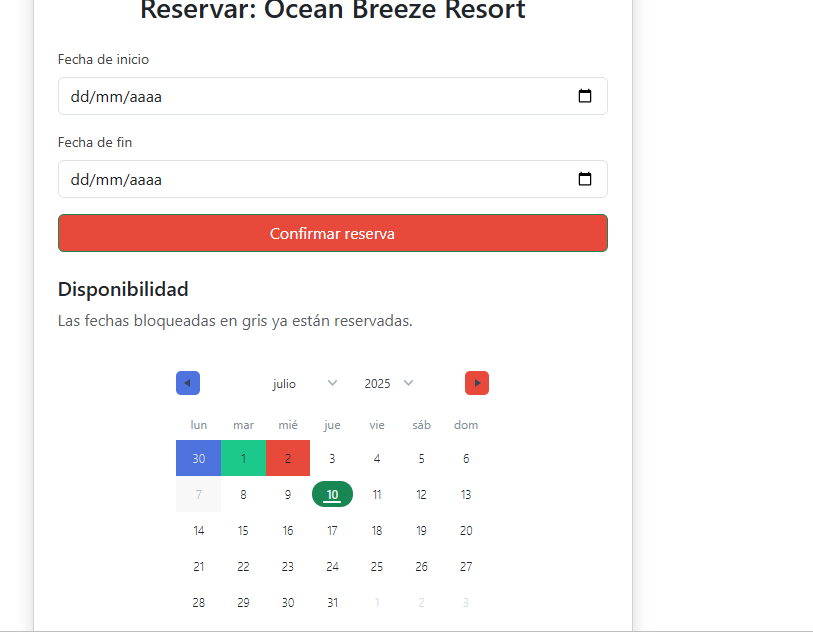 Reservar: Ocean Breeze Resort
Fecha de inicio
dd/mm/aaaa
Fecha de fin
dd/mm/aaaa
Confirmar reserva
Disponibilidad
Las fechas bloqueadas en gris ya están reservadas.
julio 2025
lun mar mié jue vie sáb dom
30 1 2 3 4 5 6
7 8 9 10 11 12 13
14 15 16 17 18 19 20
21 22 23 24 25 26 27
28 29 30 31 1 2 3